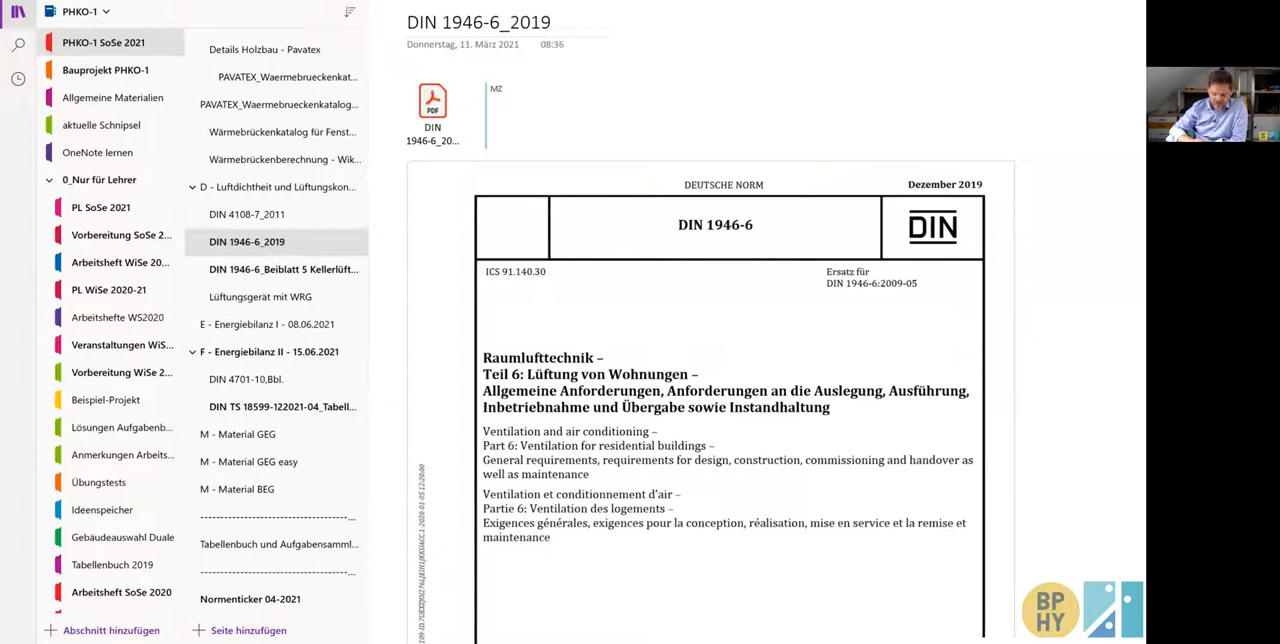 PHKO-1
PHKO-1 SoSe 2021
Bauprojekt PHKO-1
Allgemeine Materialien
aktuelle Schnipsel
OneNote lernen
0_Nur für Lehrer
PL SoSe 2021
Vorbereitung SoSe 2...
Arbeitsheft WiSe 20...
PL WiSe 2020-21
Arbeitshefte WS2020
Veranstaltungen WiS...
Vorbereitung WiSe 2...
Beispiel-Projekt
Lösungen Aufgabenb...
Anmerkungen Arbeits...
Übungstests
Ideenspeicher
Gebäudeauswahl Duale
Tabellenbuch 2019
Arbeitsheft SoSe 2020
Abschnitt hinzufügen
Details Holzbau - Pavatex
PAVATEX_Waermebrueckenkat...
PAVATEX_Waermebrueckenkatalog...
Wärmebrückenkatalog für Fenst...
Wärmebrückenberechnung - Wik...
D - Luftdichtheit und Lüftungskon...
DIN 4108-7_2011
DIN 1946-6_2019
DIN 1946-6_Beiblatt 5 Kellerlüft...
Lüftungsgerät mit WRG
E - Energiebilanz I - 08.06.2021
F - Energiebilanz II - 15.06.2021
DIN 4701-10,Bbl.
DIN TS 18599-122021-04_Tabell...
M - Material GEG
M - Material GEG easy
M - Material BEG
--------------------------------...
Tabellenbuch und Aufgabensamml...
--------------------------------...
Normenticker 04-2021
Seite hinzufügen
DIN 1946-6_2019
Donnerstag, 11. März 2021 08:36
PDF
DIN
1946-6_20...
MZ
DEUTSCHE NORM
Dezember 2019
DIN 1946-6
DIN
ICS 91.140.30
Ersatz für
DIN 1946-6:2009-05
Raumlufttechnik –
Teil 6: Lüftung von Wohnungen –
Allgemeine Anforderungen, Anforderungen an die Auslegung, Ausführung,
Inbetriebnahme und Übergabe sowie Instandhaltung
Ventilation and air conditioning –
Part 6: Ventilation for residential buildings –
General requirements, requirements for design, construction, commissioning and handover as
well as maintenance
Ventilation et conditionnement d'air –
Partie 6: Ventilation des logements –
Exigences générales, exigences pour la conception, réalisation, mise en service et la remise et
maintenance
BP
HY